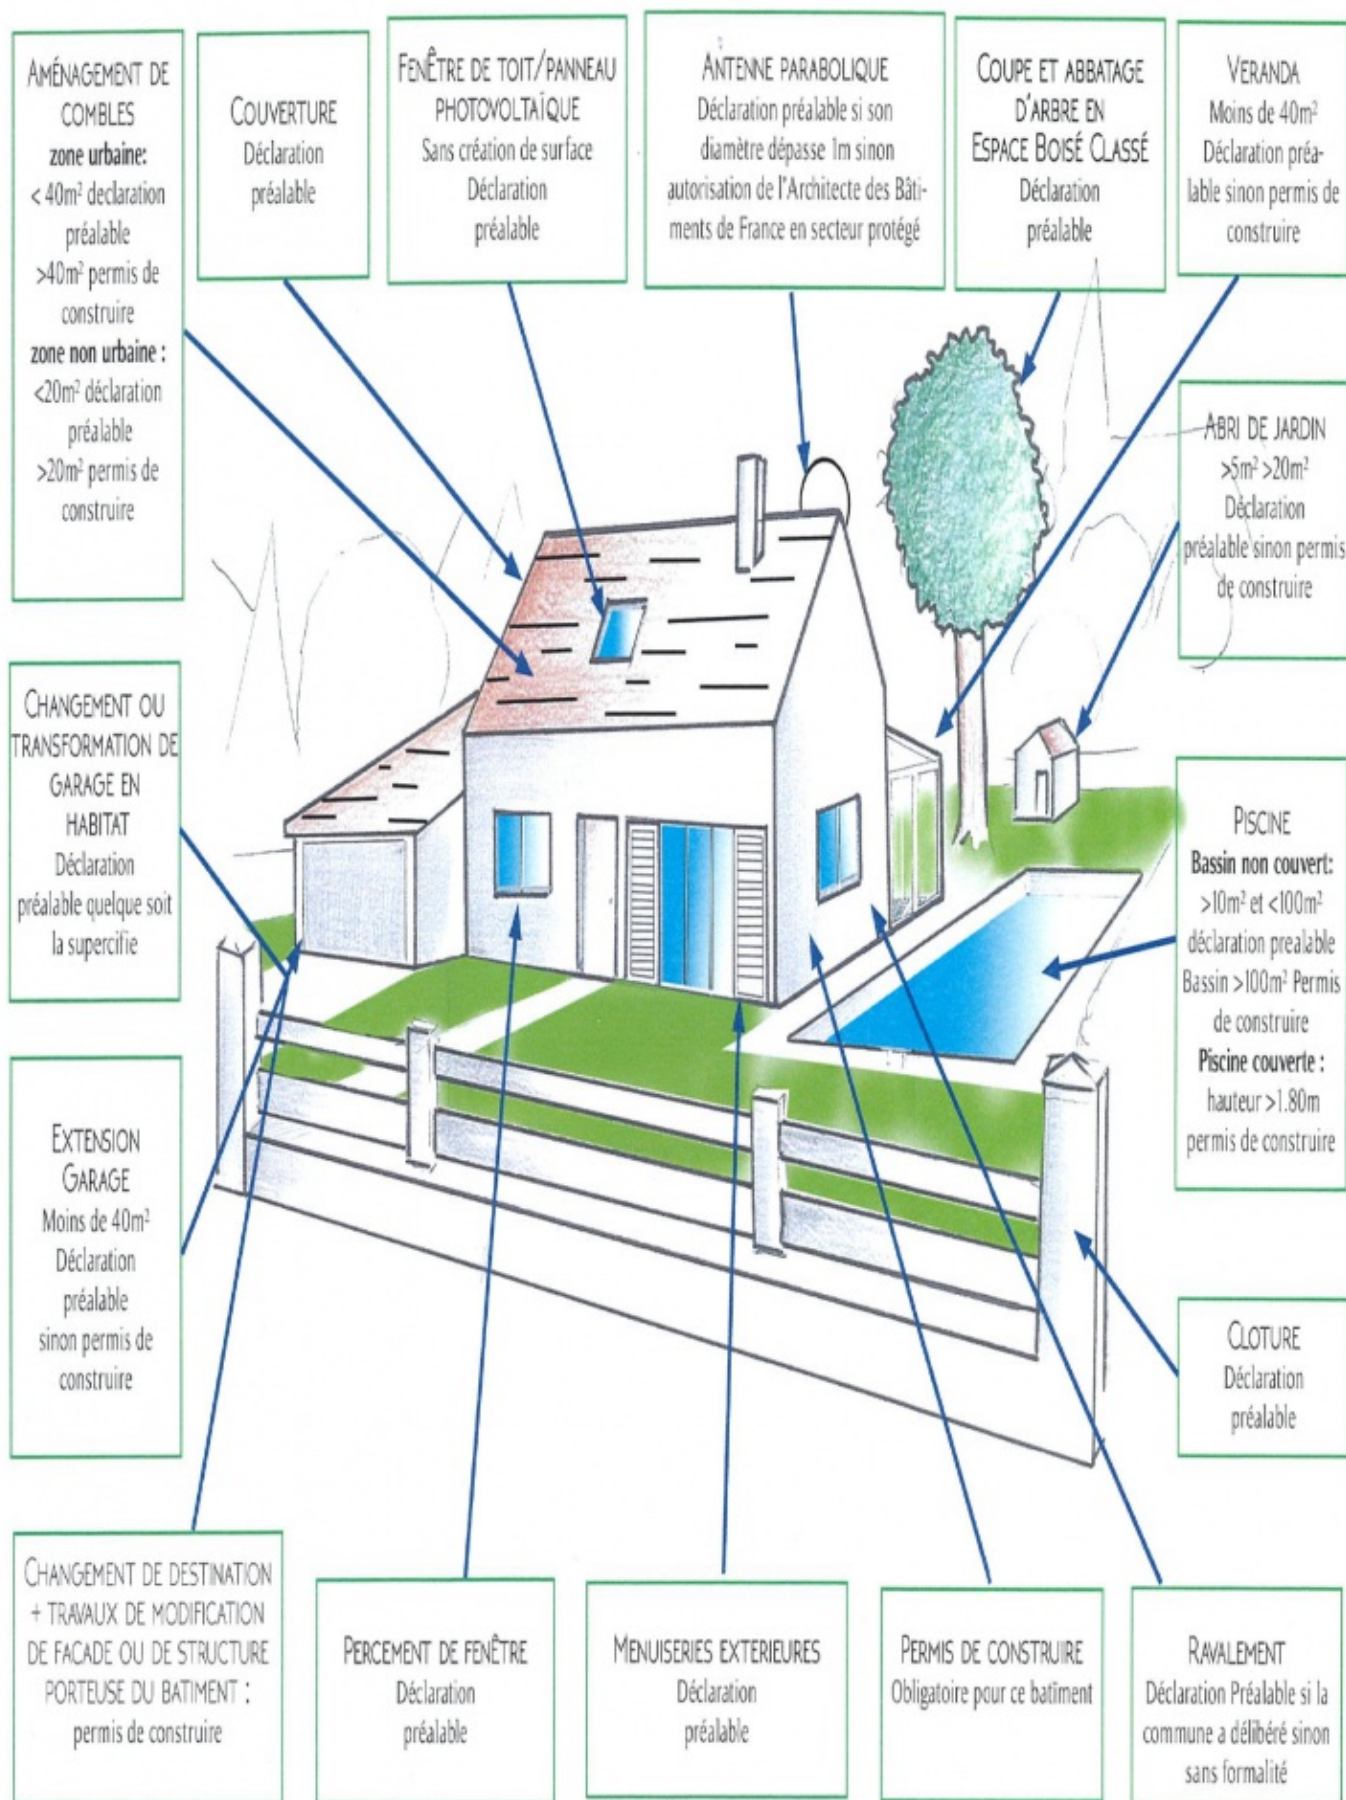 AMÉNAGEMENT DE
COMBLES
zone urbaine:
< 40m² declaration
préalable
>40m² permis de
construire
zone non urbaine :
<20m² déclaration
préalable
>20m² permis de
construire
COUVERTURE
Déclaration
préalable
FENÊTRE DE TOIT/PANNEAU
PHOTOVOLTAÏQUE
Sans création de surface
Déclaration
préalable
ANTENNE PARABOLIQUE
Déclaration préalable si son
diamètre dépasse 1m sinon
autorisation de l'Architecte des Bâti-
ments de France en secteur protégé
COUPE ET ABBATAGE
D'ARBRE EN
ESPACE BOISÉ CLASSÉ
Déclaration
préalable
VERANDA
Moins de 40m²
Déclaration préa-
lable sinon permis de
construire
ABRI DE JARDIN
>5m² >20m²
Déclaration
préalable sinon permis
de construire
CHANGEMENT OU
TRANSFORMATION DE
GARAGE EN
HABITAT
Déclaration
préalable quelque soit
la supercifie
PISCINE
Bassin non couvert:
>10m² et <100m²
déclaration prealable
Bassin >100m² Permis
de construire
Piscine couverte :
hauteur >1.80m
permis de construire
EXTENSION
GARAGE
Moins de 40m²
Déclaration
préalable
sinon permis de
construire
CLOTURE
Déclaration
préalable
CHANGEMENT DE DESTINATION
+ TRAVAUX DE MODIFICATION
DE FACADE OU DE STRUCTURE
PORTEUSE DU BATIMENT :
permis de construire
PERCEMENT DE FENÊTRE
Déclaration
préalable
MENUISERIES EXTERIEURES
Déclaration
préalable
PERMIS DE CONSTRUIRE
Obligatoire pour ce batîment
RAVALEMENT
Déclaration Préalable si la
commune a délibéré sinon
sans formalité